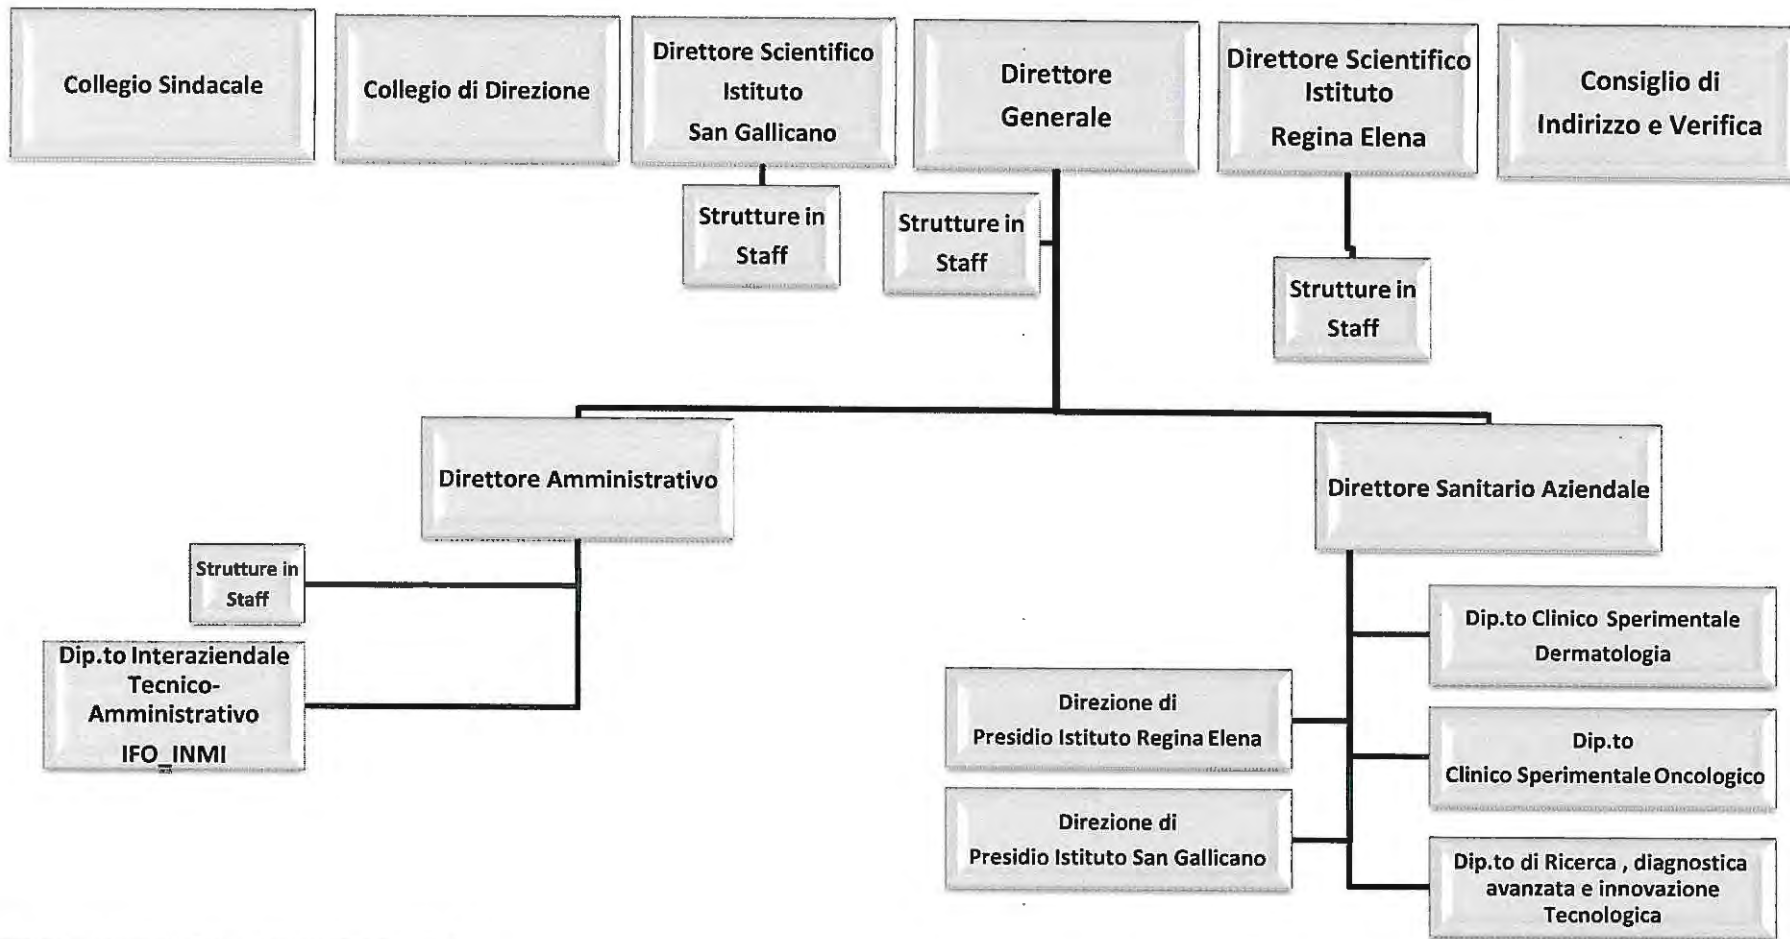 Collegio Sindacale
Collegio di Direzione
Direttore Scientifico
Istituto
San Gallicano
Direttore
Generale
Direttore Scientifico
Istituto
Regina Elena
Consiglio di
Indirizzo e Verifica
Strutture in
Staff
Strutture in
Staff
Strutture in
Staff
Direttore Amministrativo
Direttore Sanitario Aziendale
Strutture in
Staff
Dip.to Interaziendale
Tecnico-
Amministrativo
IFO_INMI
Direzione di
Presidio Istituto Regina Elena
Direzione di
Presidio Istituto San Gallicano
Dip.to Clinico Sperimentale
Dermatologia
Dip.to
Clinico Sperimentale Oncologico
Dip.to di Ricerca , diagnostica
avanzata e innovazione
Tecnologica